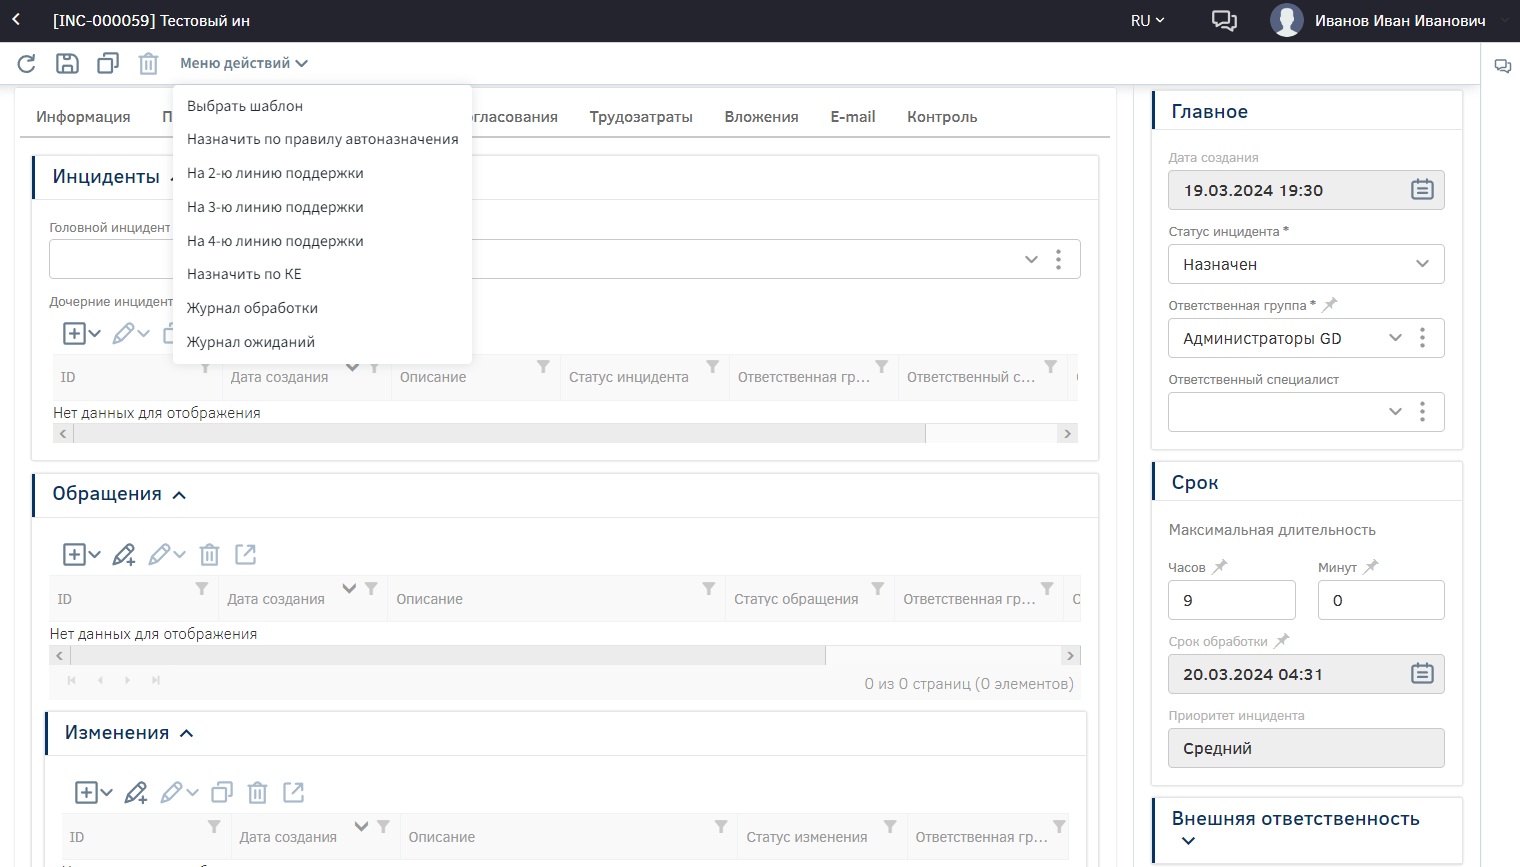 [INC-000059] Тестовый ин
RU
Иванов Иван Иванович
Меню действий
Выбрать шаблон
Назначить по правилу автоназначения
На 2-ю линию поддержки
На 3-ю линию поддержки
На 4-ю линию поддержки
Назначить по КЕ
Журнал обработки
Журнал ожиданий
Информация
Трудозатраты
Вложения
E-mail
Контроль
Инциденты
Головной инцидент
Дочерние инцидент
ID
Дата создания
Описание
Статус инцидента
Ответственная гр...
Ответственный с...
Нет данных для отображения
Обращения
ID
Дата создания
Описание
Статус обращения
Ответственная гр...
Нет данных для отображения
0 из 0 страниц (0 элементов)
Изменения
ID
Дата создания
Описание
Статус изменения
Ответственная гр...
Главное
Дата создания
19.03.2024 19:30
Статус инцидента *
Назначен
Ответственная группа *
Администраторы GD
Ответственный специалист
Срок
Максимальная длительность
Часов
Минут
9
0
Срок обработки
20.03.2024 04:31
Приоритет инцидента
Средний
Внешняя ответственность